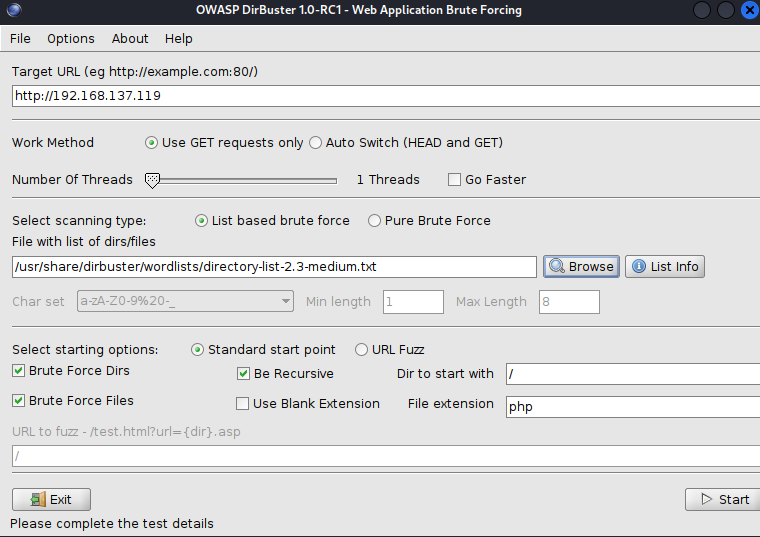 OWASP DirBuster 1.0-RC1 - Web Application Brute Forcing
File Options About Help
Target URL (eg http://example.com:80/)
http://192.168.137.119
Work Method Use GET requests only Auto Switch (HEAD and GET)
Number Of Threads 1 Threads Go Faster
Select scanning type: List based brute force Pure Brute Force
File with list of dirs/files
/usr/share/dirbuster/wordlists/directory-list-2.3-medium.txt Browse List Info
Char set a-zA-Z0-9%20-_ Min length 1 Max Length 8
Select starting options: Standard start point URL Fuzz
Brute Force Dirs Be Recursive Dir to start with /
Brute Force Files Use Blank Extension File extension php
URL to fuzz - /test.html?url={dir}.asp
/
Exit Start
Please complete the test details